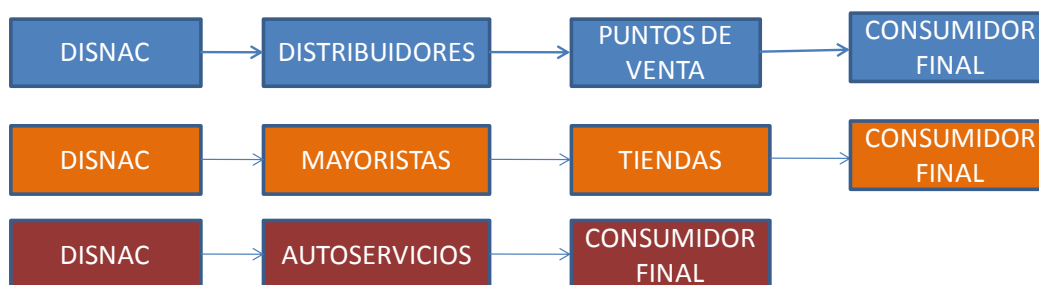 DISNAC
DISTRIBUIDORES
PUNTOS DE
VENTA
CONSUMIDOR
FINAL
DISNAC
MAYORISTAS
TIENDAS
CONSUMIDOR
FINAL
DISNAC
AUTOSERVICIOS
CONSUMIDOR
FINAL